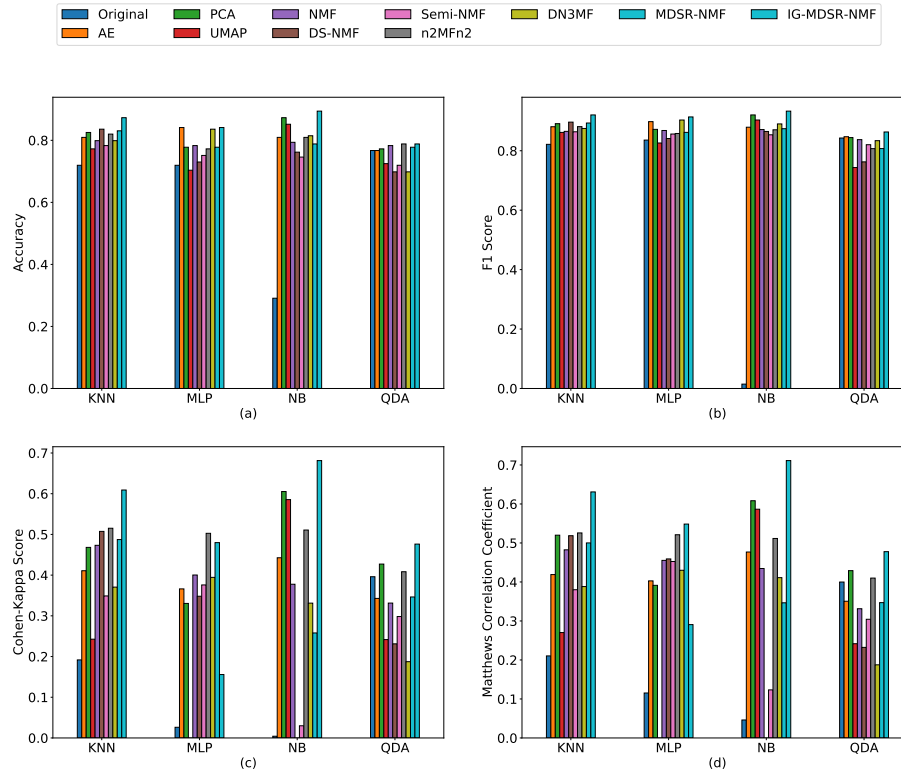 Original PCA NMF Semi-NMF DN3MF MDSR-NMF IG-MDSR-NMF
AE UMAP DS-NMF n2MFn2
0.8
0.6
0.4
0.2
0.0
Accuracy
KNN MLP NB QDA
(a)
0.8
0.6
0.4
0.2
0.0
F1 Score
KNN MLP NB QDA
(b)
0.7
0.6
0.5
0.4
0.3
0.2
0.1
0.0
Cohen-Kappa Score
KNN MLP NB QDA
(c)
0.7
0.6
0.5
0.4
0.3
0.2
0.1
0.0
Matthews Correlation Coefficient
KNN MLP NB QDA
(d)